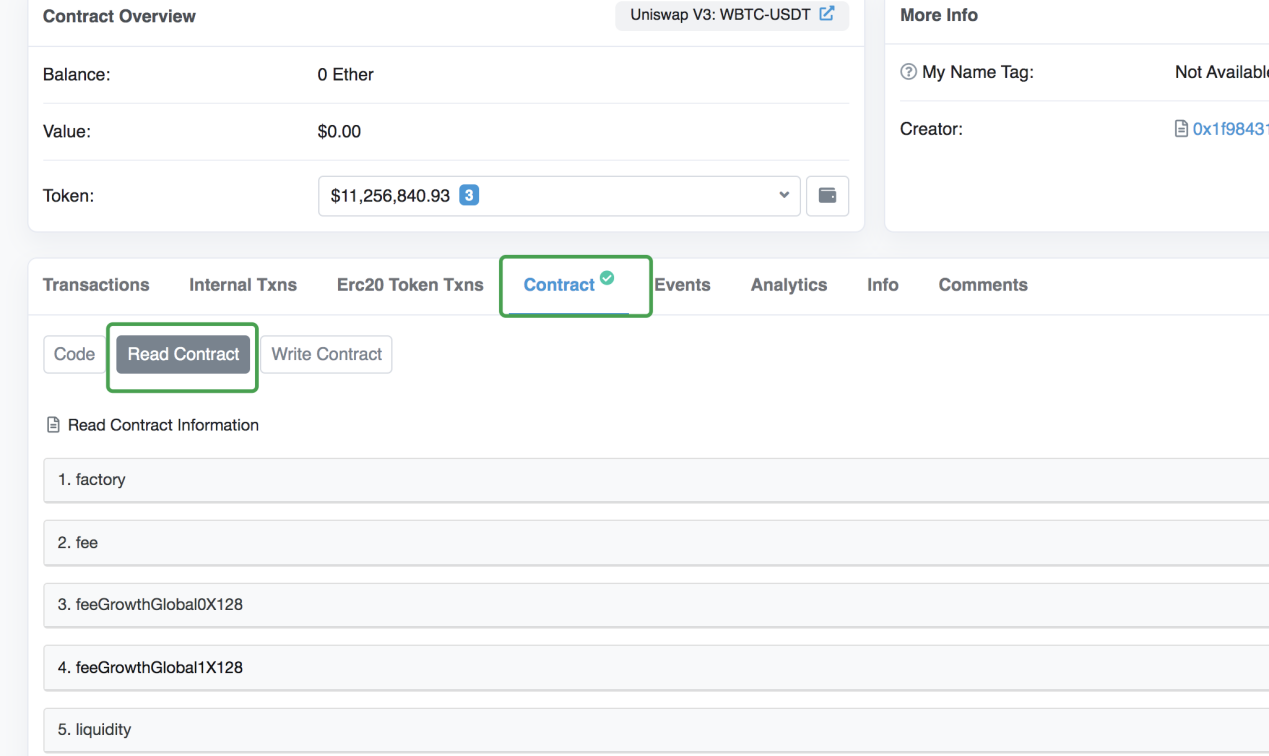 Contract Overview
Uniswap V3: WBTC-USDT
More Info
Balance:
0 Ether
My Name Tag:
Not Available
Value:
$0.00
Creator:
0x1f98431
Token:
$11,256,840.93 3
Transactions
Internal Txns
Erc20 Token Txns
Contract
Events
Analytics
Info
Comments
Code
Read Contract
Write Contract
Read Contract Information
1. factory
2. fee
3. feeGrowthGlobal0X128
4. feeGrowthGlobal1X128
5. liquidity